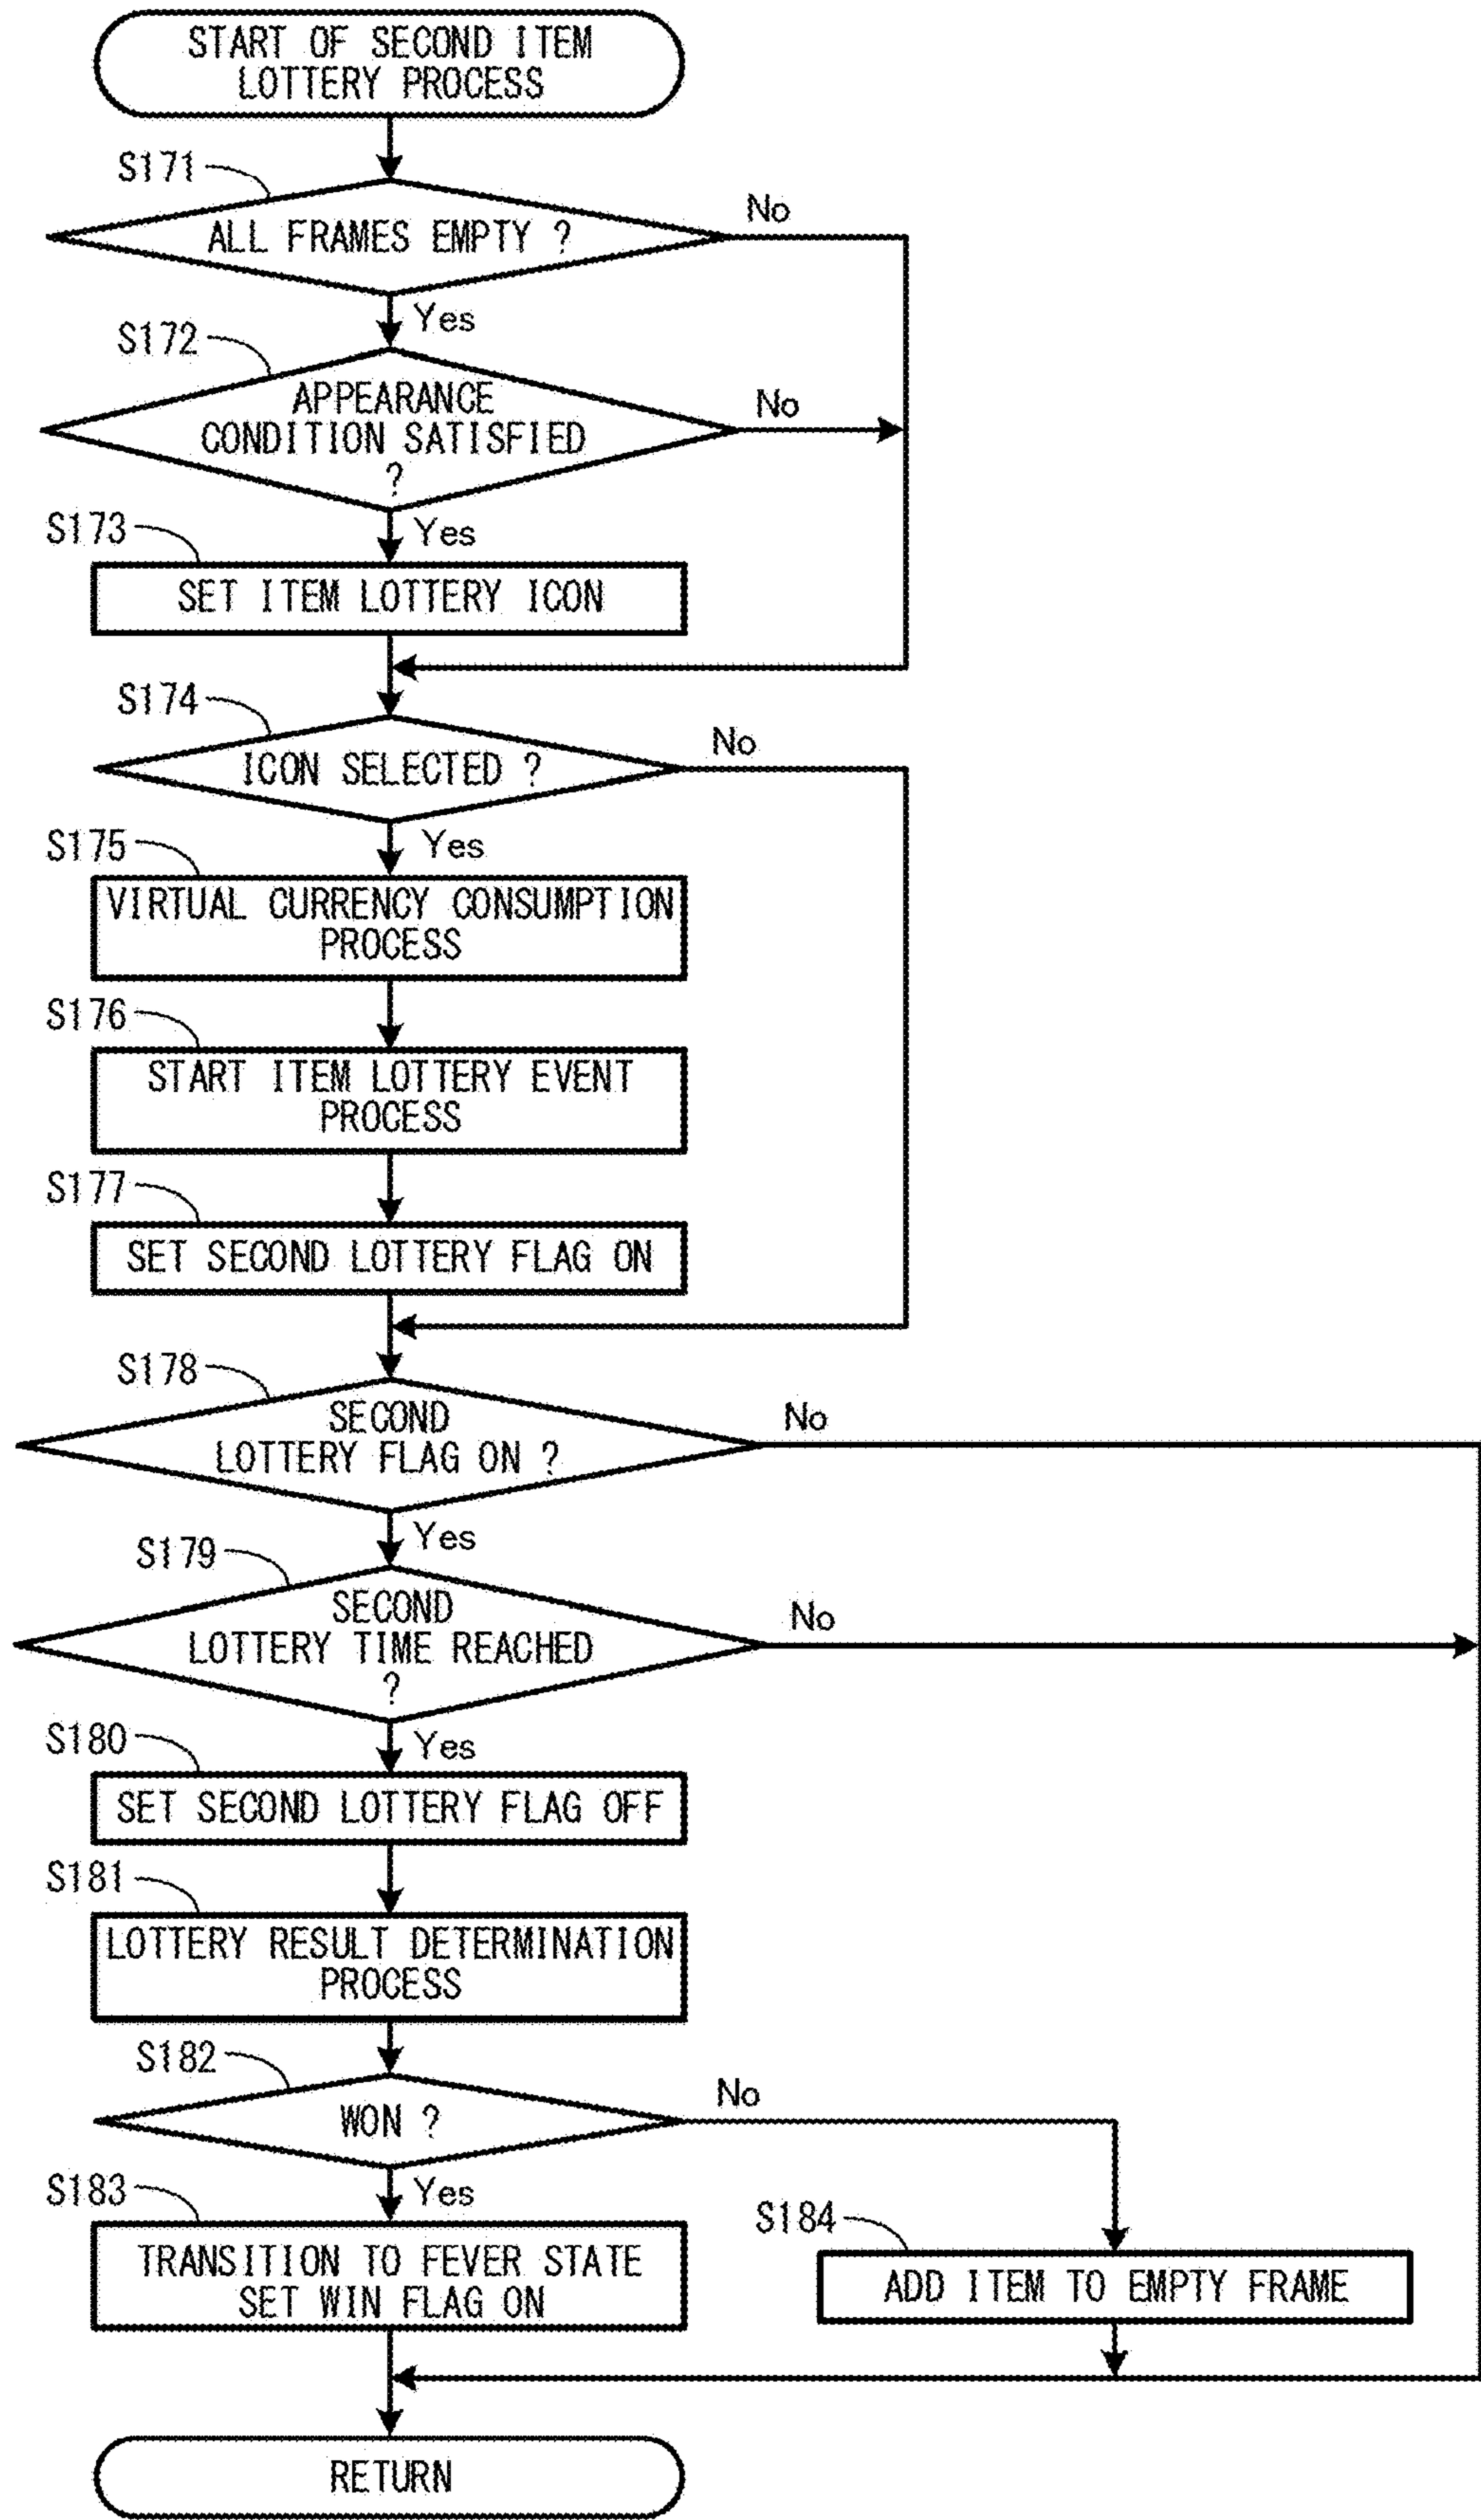 START OF SECOND ITEM
LOTTERY PROCESS
S171
ALL FRAMES EMPTY ?
No
Yes
S172
APPEARANCE
CONDITION SATISFIED
?
No
Yes
S173
SET ITEM LOTTERY ICON
S174
ICON SELECTED ?
No
Yes
S175
VIRTUAL CURRENCY CONSUMPTION
PROCESS
S176
START ITEM LOTTERY EVENT
PROCESS
S177
SET SECOND LOTTERY FLAG ON
S178
SECOND
LOTTERY FLAG ON ?
No
Yes
S179
SECOND
LOTTERY TIME REACHED
?
No
Yes
S180
SET SECOND LOTTERY FLAG OFF
S181
LOTTERY RESULT DETERMINATION
PROCESS
S182
WON ?
No
Yes
S183
TRANSITION TO FEVER STATE
SET WIN FLAG ON
S184
ADD ITEM TO EMPTY FRAME
RETURN